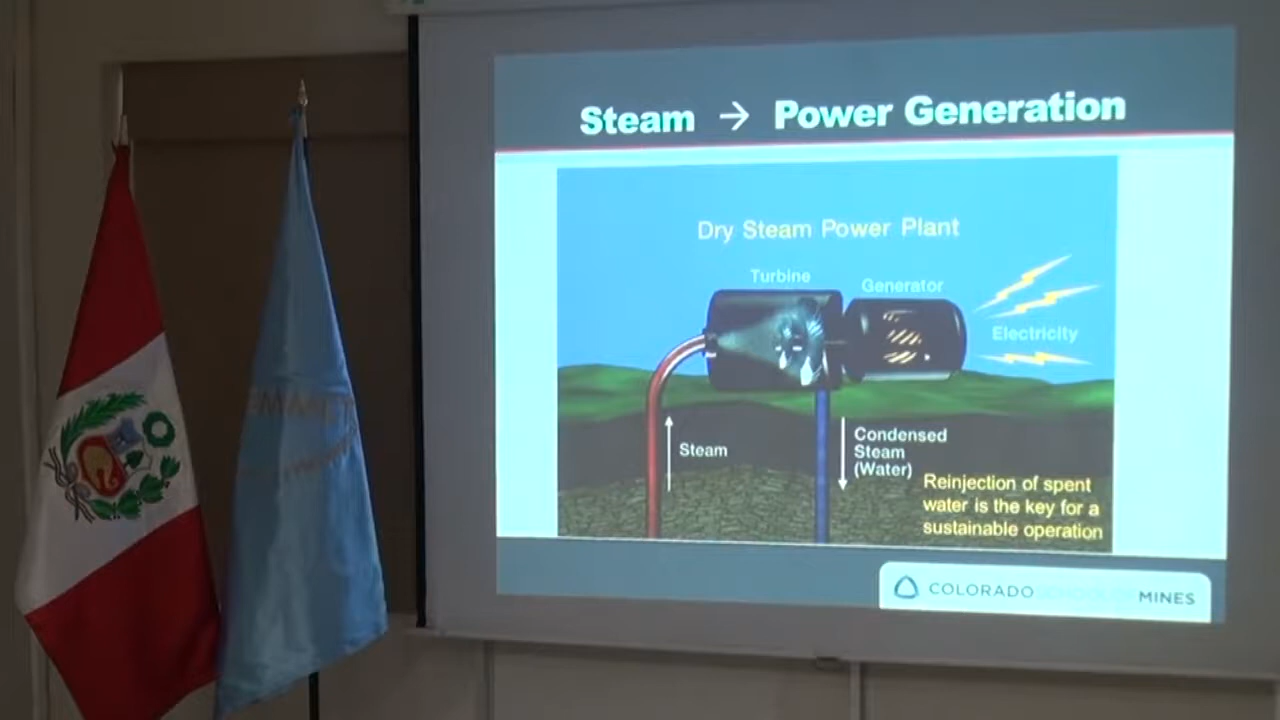 Steam → Power Generation
Dry Steam Power Plant
Turbine
Generator
Electricity
Steam
Condensed
Steam
(Water)
Reinjection of spent
water is the key for a
sustainable operation
COLORADO MINES